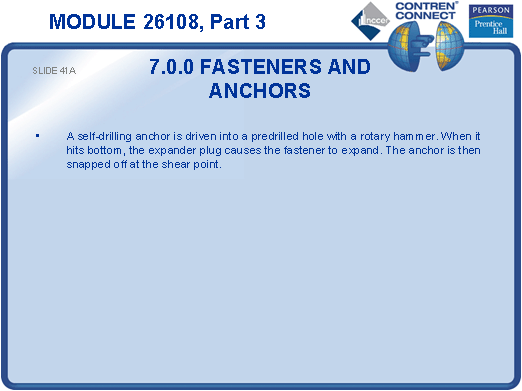 MODULE 26108, Part 3
nccer
CONTREN
CONNECT
PEARSON
Prentice
Hall
SLIDE 41A
7.0.0 FASTENERS AND
ANCHORS
• A self-drilling anchor is driven into a predrilled hole with a rotary hammer. When it
hits bottom, the expander plug causes the fastener to expand. The anchor is then
snapped off at the shear point.